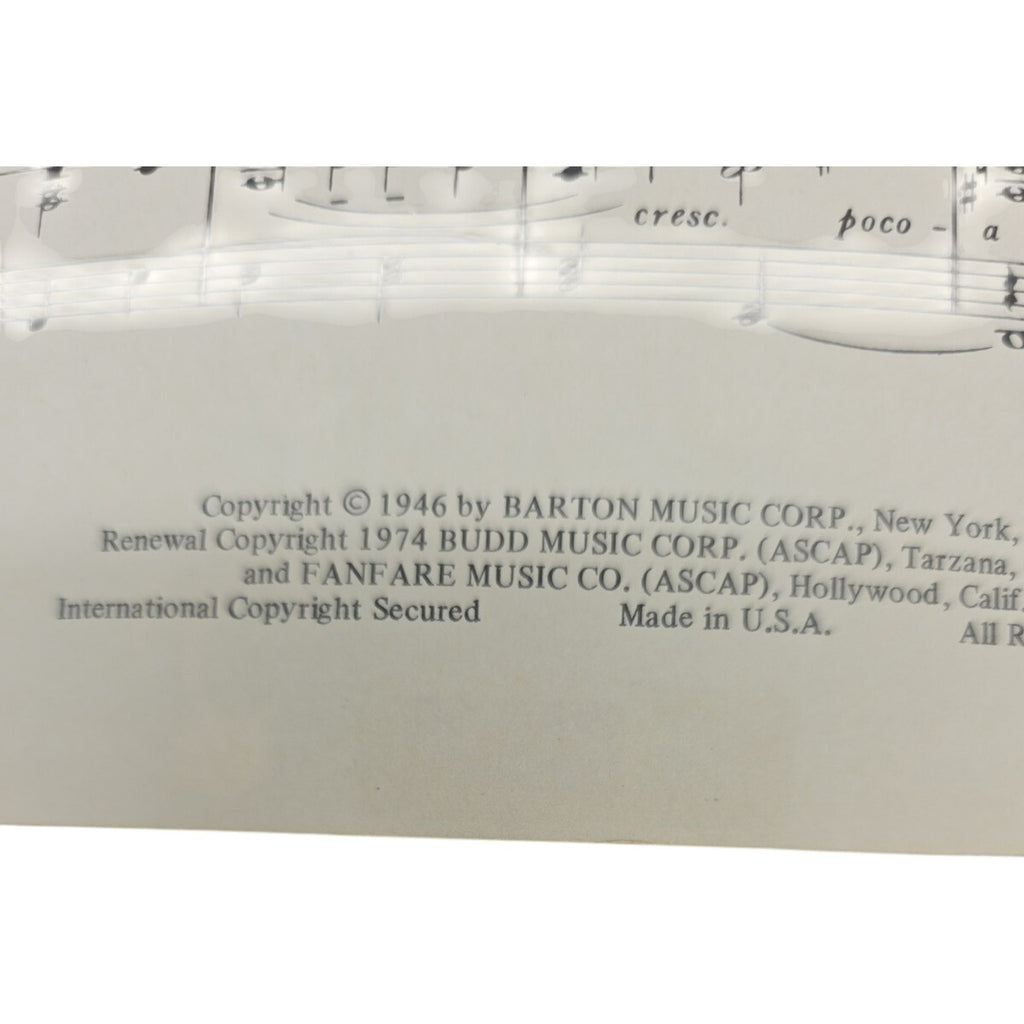 cresc. poco - a
Copyright © 1946 by BARTON MUSIC CORP., New York,
Renewal Copyright 1974 BUDD MUSIC CORP. (ASCAP), Tarzana,
and FANFARE MUSIC CO. (ASCAP), Hollywood, Calif.
International Copyright Secured Made in U.S.A. All R